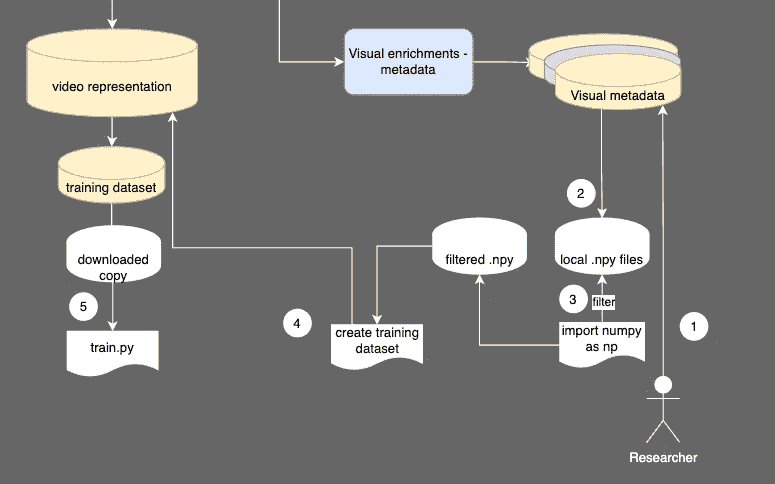 Visual enrichments -
metadata
video representation
Visual metadata
training dataset
2
downloaded
copy
filtered .npy
local .npy files
5
3
filter
4
create training
dataset
import numpy
as np
1
train.py
Researcher